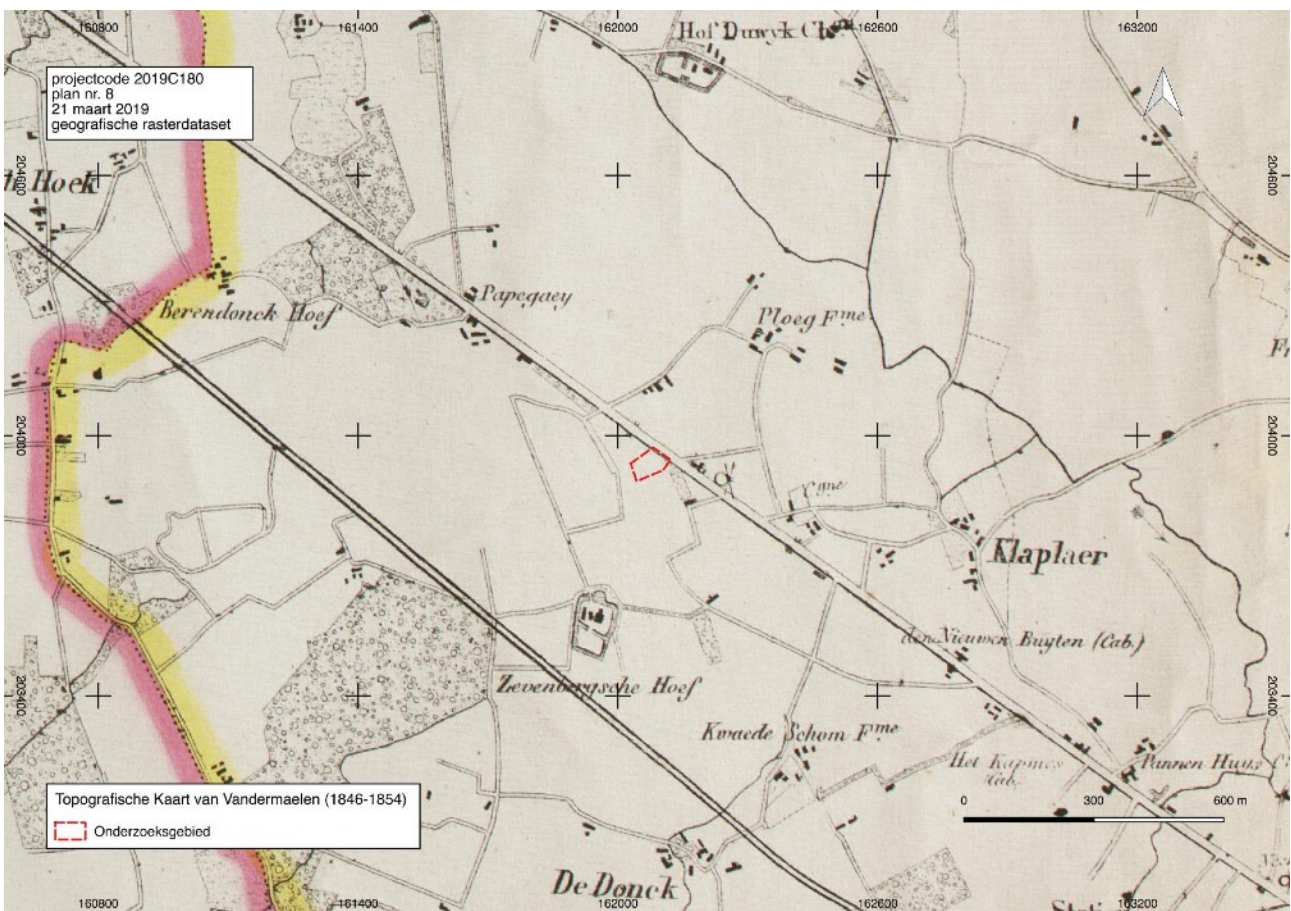 160800
161400
162000
162600
163200
Hof Duwyk Ch
projectcode 2019C180
plan nr. 8
21 maart 2019
geografische rasterdataset
204600
204600
Hoek
Berendonck Hoef
Papegaey
Ploeg Fme
204000
204000
Cgne
Klaplaer
den Nieuwen Buyten (Cab.)
203400
203400
Zevenbergsche Hoef
Kwaede Schom Fme
Het Kapmes
Cab.
Pannen Huys C
0 300 600 m
Topografische Kaart van Vandermaelen (1846-1854)
Onderzoeksgebied
De Donck
Stati
160800
161400
162000
162600
163200